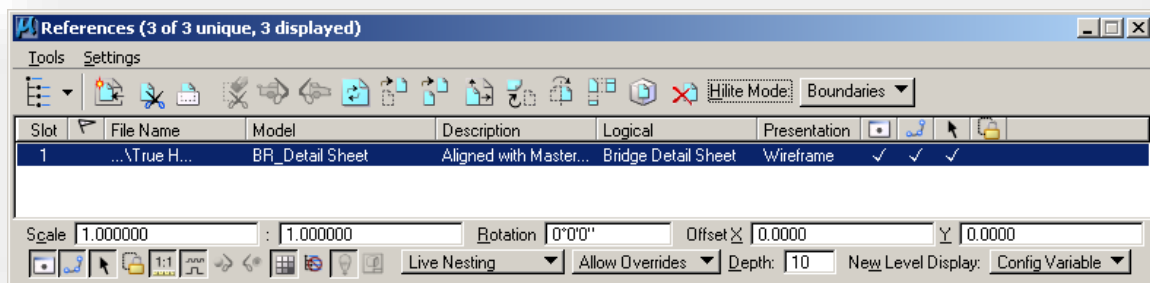 References (3 of 3 unique, 3 displayed)
Tools Settings
Hilite Mode: Boundaries
Slot File Name Model Description Logical Presentation
1 ...\True H... BR_Detail Sheet Aligned with Master... Bridge Detail Sheet Wireframe
Scale 1.000000 : 1.000000 Rotation 0°0'0" Offset X 0.0000 Y 0.0000
1:1 Live Nesting Allow Overrides Depth: 10 New Level Display: Config Variable